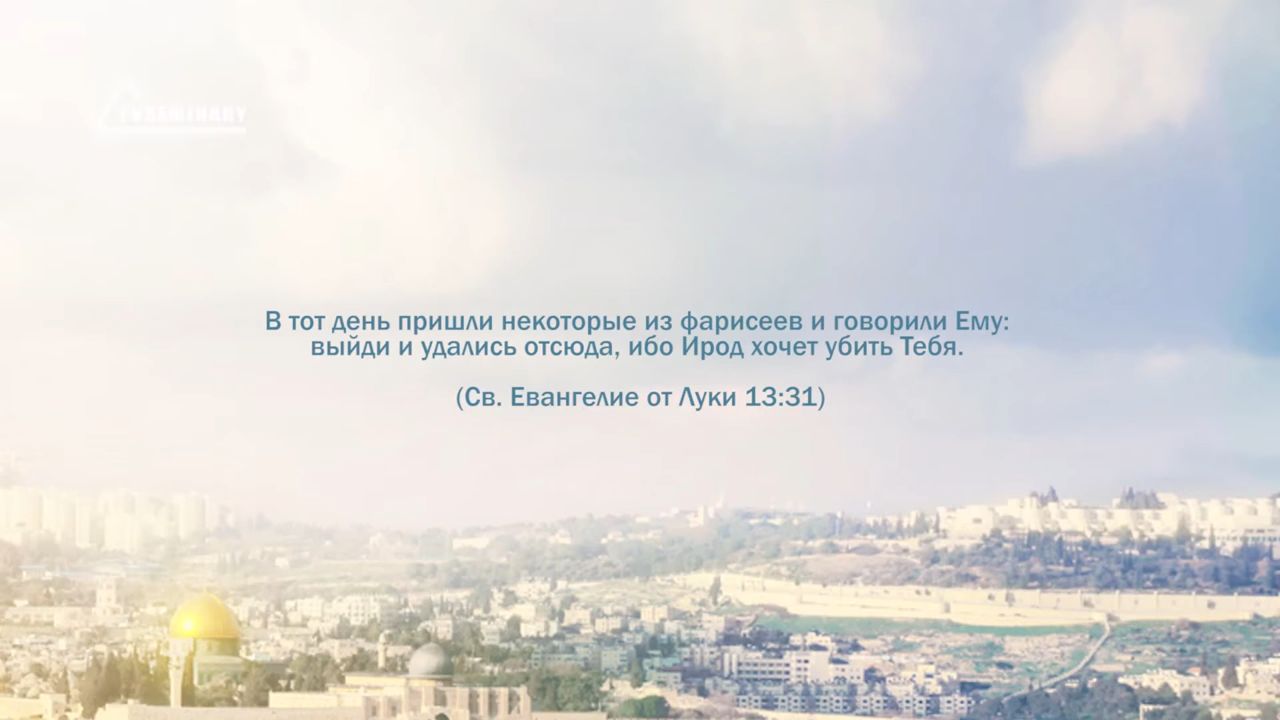 В тот день пришли некоторые из фарисеев и говорили Ему:
выйди и удались отсюда, ибо Ирод хочет убить Тебя.
(Св. Евангелие от Луки 13:31)